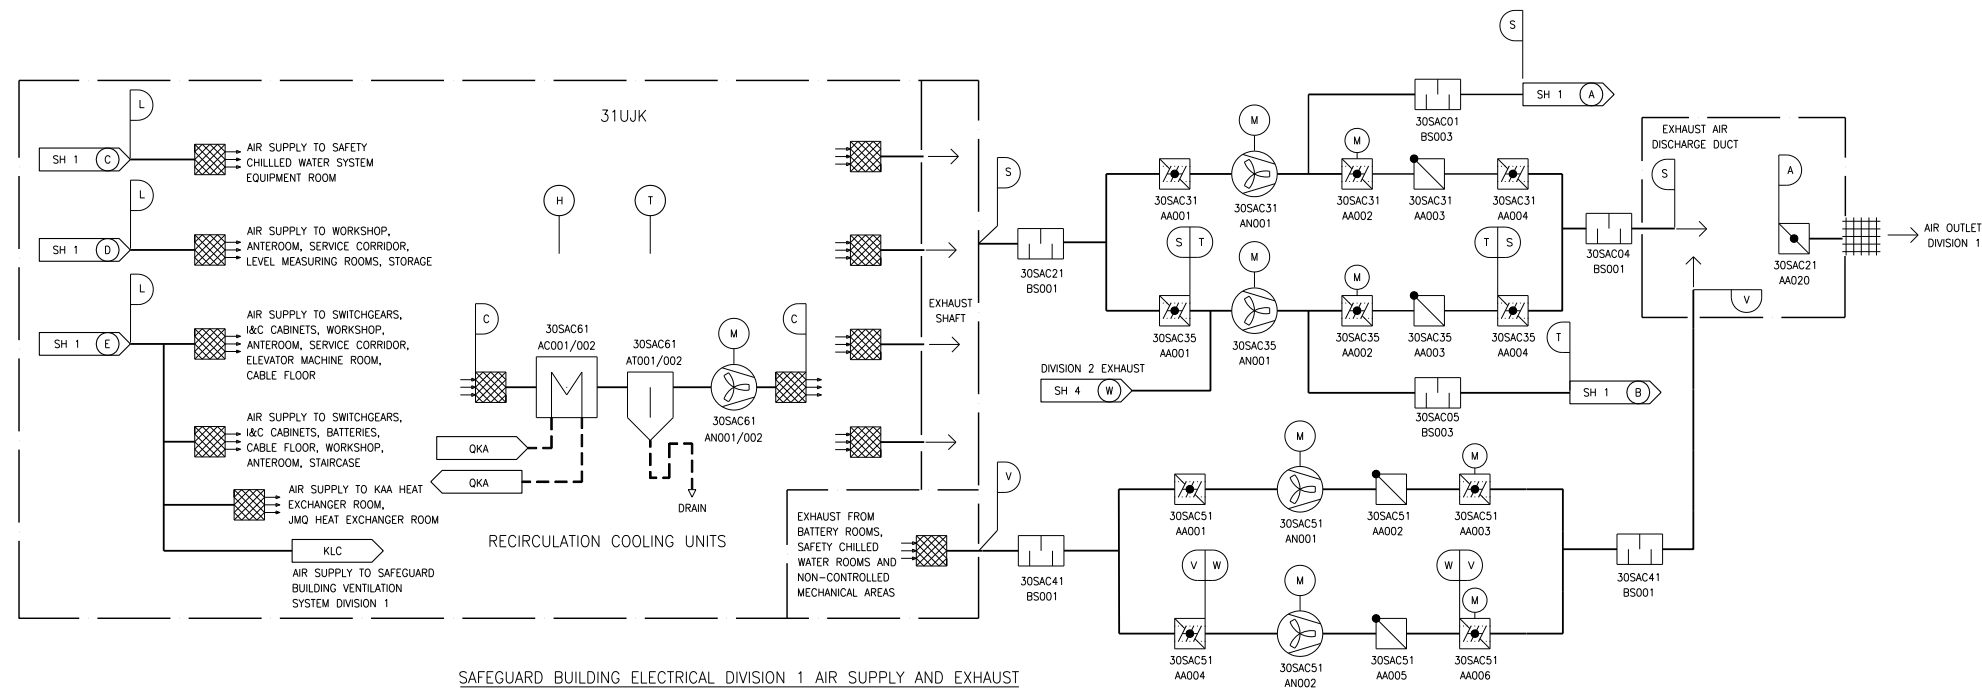 31UJK
L
SH 1 C
AIR SUPPLY TO SAFETY
CHILLLED WATER SYSTEM
EQUIPMENT ROOM
L
SH 1 D
AIR SUPPLY TO WORKSHOP,
ANTEROOM, SERVICE CORRIDOR,
LEVEL MEASURING ROOMS, STORAGE
L
SH 1 E
AIR SUPPLY TO SWITCHGEARS,
I&C CABINETS, WORKSHOP,
ANTEROOM, SERVICE CORRIDOR,
ELEVATOR MACHINE ROOM,
CABLE FLOOR
AIR SUPPLY TO SWITCHGEARS,
I&C CABINETS, BATTERIES,
CABLE FLOOR, WORKSHOP,
ANTEROOM, STAIRCASE
AIR SUPPLY TO KAA HEAT
EXCHANGER ROOM,
JMQ HEAT EXCHANGER ROOM
KLC
AIR SUPPLY TO SAFEGUARD
BUILDING VENTILATION
SYSTEM DIVISION 1
H
T
C
30SAC61
AC001/002
30SAC61
AT001/002
M
30SAC61
AN001/002
C
QKA
QKA
DRAIN
RECIRCULATION COOLING UNITS
EXHAUST
SHAFT
EXHAUST FROM
BATTERY ROOMS,
SAFETY CHILLED
WATER ROOMS AND
NON-CONTROLLED
MECHANICAL AREAS
S
30SAC21
BS001
30SAC31
AA001
M
30SAC31
AN001
M
30SAC31
AA002
30SAC31
AA003
30SAC31
AA004
30SAC01
BS003
S
SH 1 A
S T
30SAC35
AA001
M
30SAC35
AN001
M
30SAC35
AA002
30SAC35
AA003
T S
30SAC35
AA004
DIVISION 2 EXHAUST
SH 4 W
30SAC05
BS003
T
SH 1 B
30SAC04
BS001
EXHAUST AIR
DISCHARGE DUCT
S
A
30SAC21
AA020
V
AIR OUTLET
DIVISION 1
V
30SAC41
BS001
30SAC51
AA001
M
30SAC51
AN001
30SAC51
AA002
M
30SAC51
AA003
V W
30SAC51
AA004
M
30SAC51
AN002
30SAC51
AA005
W V
M
30SAC51
AA006
30SAC41
BS001
SAFEGUARD BUILDING ELECTRICAL DIVISION 1 AIR SUPPLY AND EXHAUST